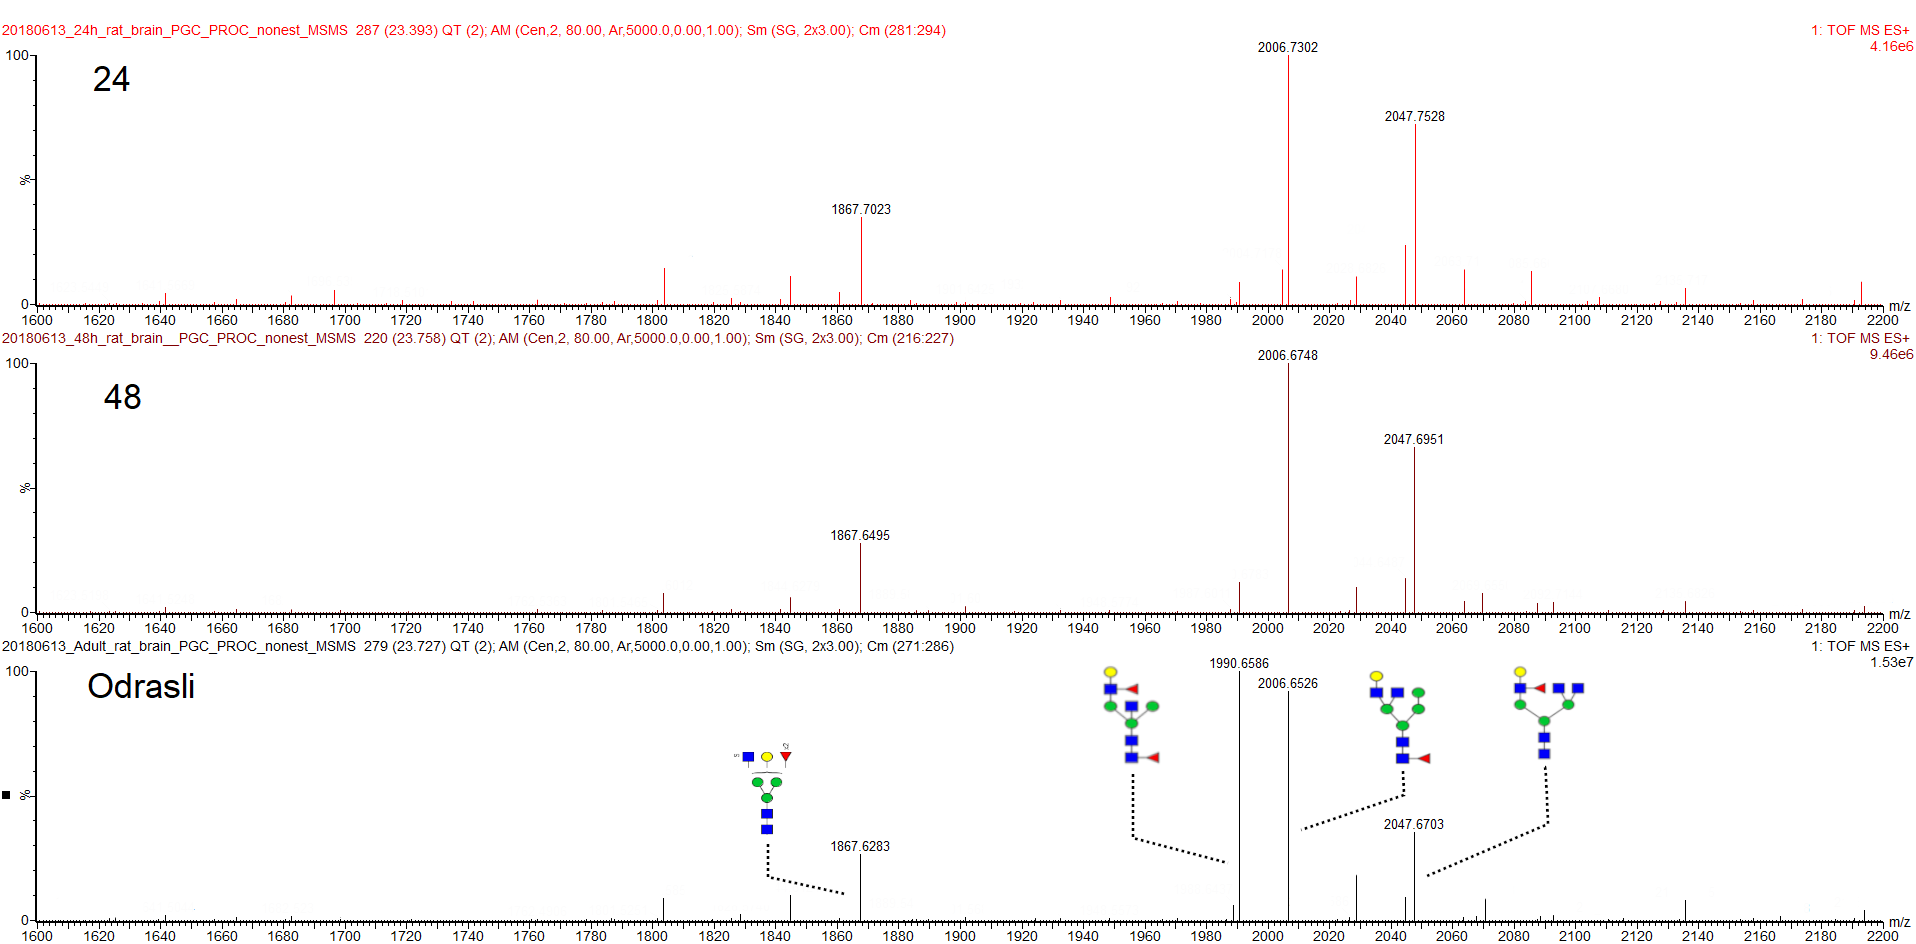 20180613_24h_rat_brain_PGC_PROC_nonest_MSMS 287 (23.393) QT (2); AM (Cen,2, 80.00, Ar,5000.0,0.00,1.00); Sm (SG, 2x3.00); Cm (281:294)
1: TOF MS ES+
4.16e6
100
24
2006.7302
2047.7528
%
1867.7023
0
1600 1620 1640 1660 1680 1700 1720 1740 1760 1780 1800 1820 1840 1860 1880 1900 1920 1940 1960 1980 2000 2020 2040 2060 2080 2100 2120 2140 2160 2180 2200 m/z
20180613_48h_rat_brain__PGC_PROC_nonest_MSMS 220 (23.758) QT (2); AM (Cen,2, 80.00, Ar,5000.0,0.00,1.00); Sm (SG, 2x3.00); Cm (216:227)
1: TOF MS ES+
9.46e6
100
48
2006.6748
2047.6951
%
1867.6495
0
1600 1620 1640 1660 1680 1700 1720 1740 1760 1780 1800 1820 1840 1860 1880 1900 1920 1940 1960 1980 2000 2020 2040 2060 2080 2100 2120 2140 2160 2180 2200 m/z
20180613_Adult_rat_brain_PGC_PROC_nonest_MSMS 279 (23.727) QT (2); AM (Cen,2, 80.00, Ar,5000.0,0.00,1.00); Sm (SG, 2x3.00); Cm (271:286)
1: TOF MS ES+
1.53e7
100
Odrasli
1990.6586
2006.6526
%
2047.6703
1867.6283
0
1600 1620 1640 1660 1680 1700 1720 1740 1760 1780 1800 1820 1840 1860 1880 1900 1920 1940 1960 1980 2000 2020 2040 2060 2080 2100 2120 2140 2160 2180 2200 m/z